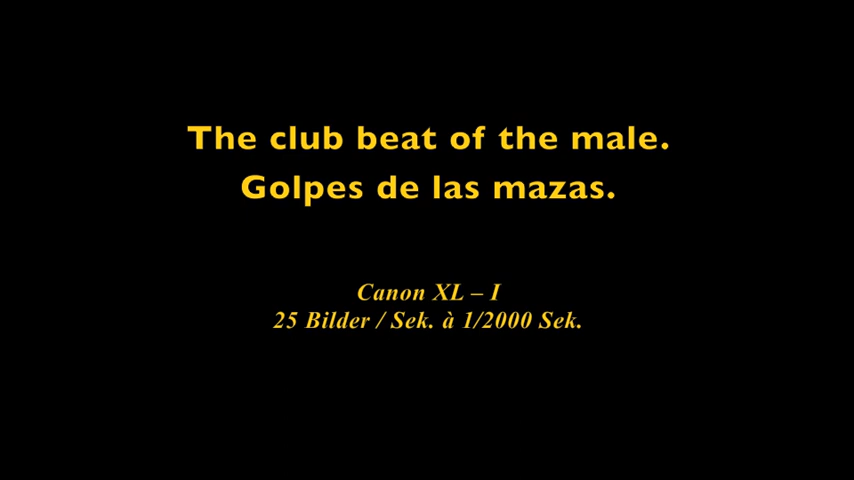 The club beat of the male.
Golpes de las mazas.
Canon XL – I
25 Bilder / Sek. à 1/2000 Sek.